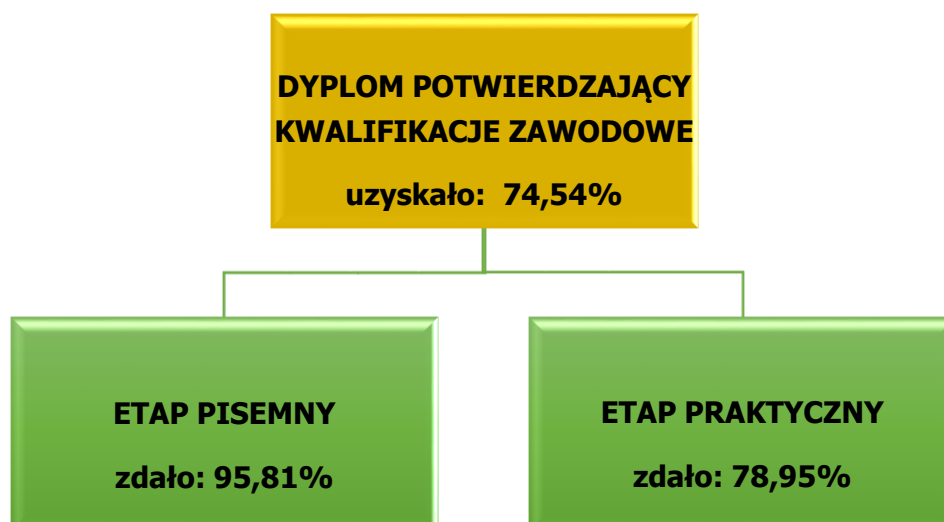 DYPLOM POTWIERDZAJĄCY
KWALIFIKACJE ZAWODOWE
uzyskało: 74,54%
ETAP PISEMNY
zdało: 95,81%
ETAP PRAKTYCZNY
zdało: 78,95%